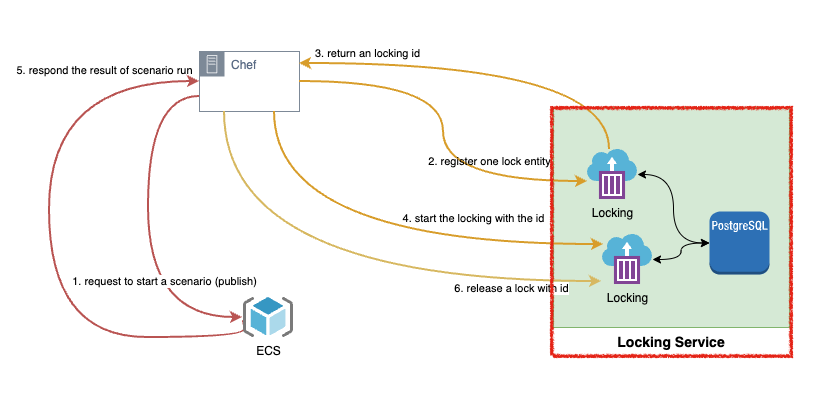 3. return an locking id
5. respond the result of scenario run
Chef
2. register one lock entity
Locking
4. start the locking with the id
PostgreSQL
1. request to start a scenario (publish)
6. release a lock with id
Locking
Locking Service
ECS